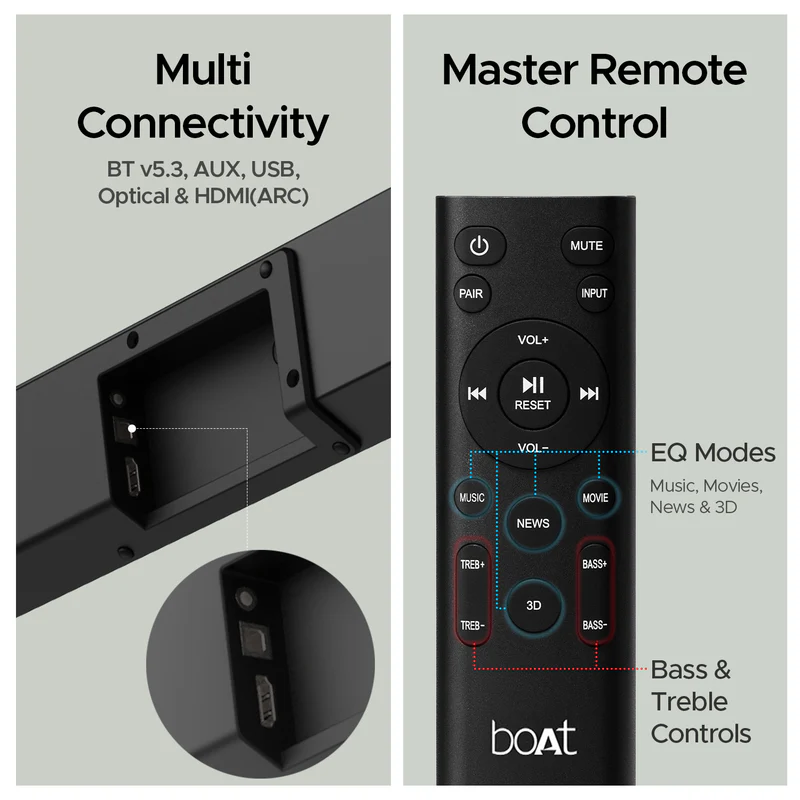 Multi
Connectivity
BT v5.3, AUX, USB,
Optical & HDMI(ARC)
Master Remote
Control
MUTE
PAIR
INPUT
VOL+
RESET
VOL-
EQ Modes
Music, Movies,
News & 3D
MUSIC
NEWS
MOVIE
TREB+
BASS+
3D
TREB-
BASS-
Bass &
Treble
Controls
boAt